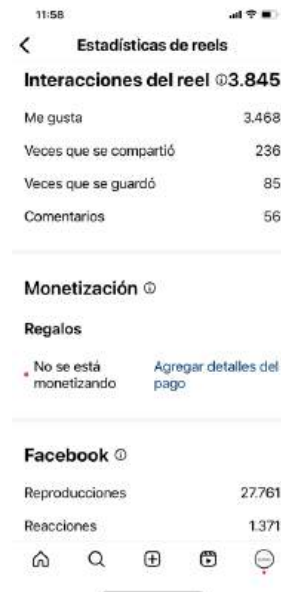 11:58
Estadísticas de reels
Interacciones del reel 3.845
Me gusta 3.468
Veces que se compartió 236
Veces que se guardó 85
Comentarios 56
Monetización
Regalos
No se está Agregar detalles del
monetizando pago
Facebook
Reproducciones 27.761
Reacciones 1.371